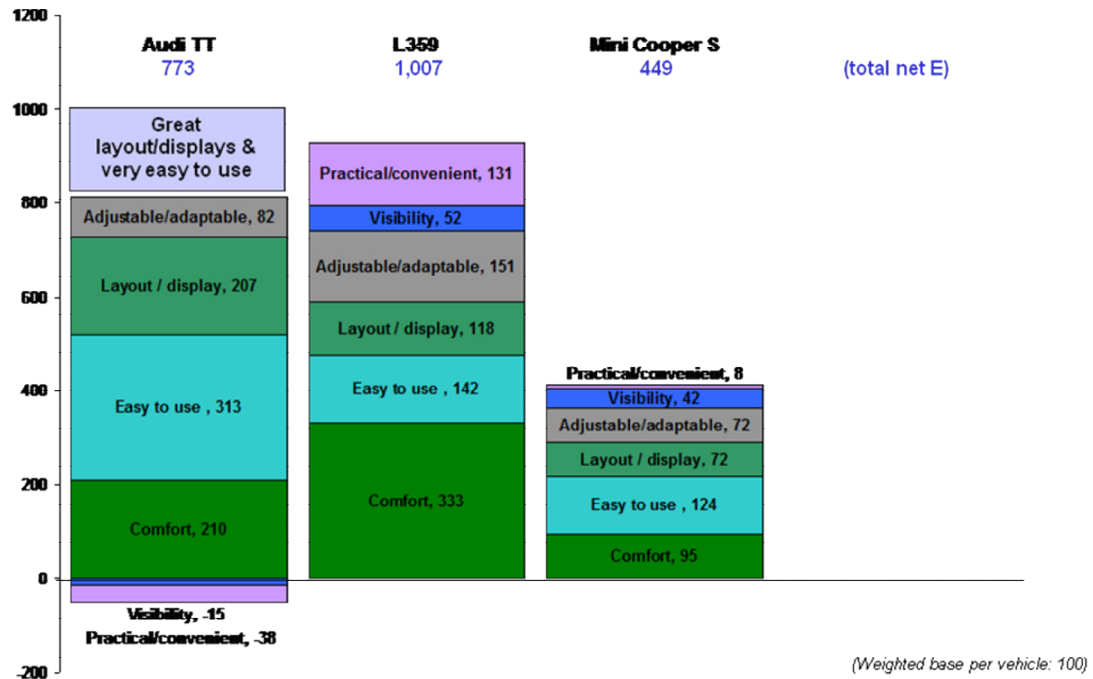 1200
Audi TT
L359
Mini Cooper S
773
1,007
449
(total net E)
1000
Great
layout/displays &
very easy to use
Practical/convenient, 131
800
Adjustable/adaptable, 82
Visibility, 52
Adjustable/adaptable, 151
Layout / display, 207
600
Layout / display, 118
Easy to use , 313
Easy to use , 142
400
Practical/convenient, 8
Visibility, 42
Adjustable/adaptable, 72
Layout / display, 72
200
Comfort, 210
Comfort, 333
Easy to use , 124
Comfort, 95
0
Visibility, -15
Practical/convenient, -38
-200
(Weighted base per vehicle: 100)